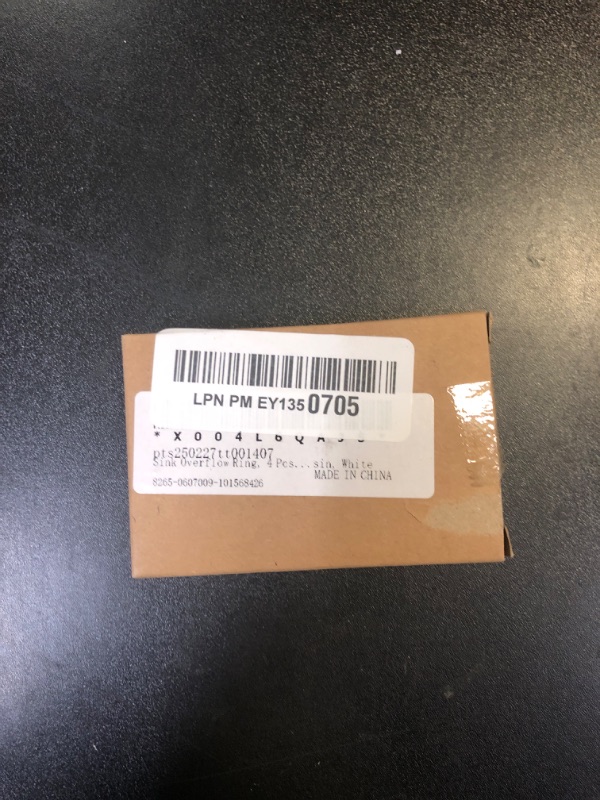 LPN PM EY1350705
pts250227tt001407
Sink Overflow Ring, 4 Pcs...sin, White
MADE IN CHINA
8265-0607009-101568426